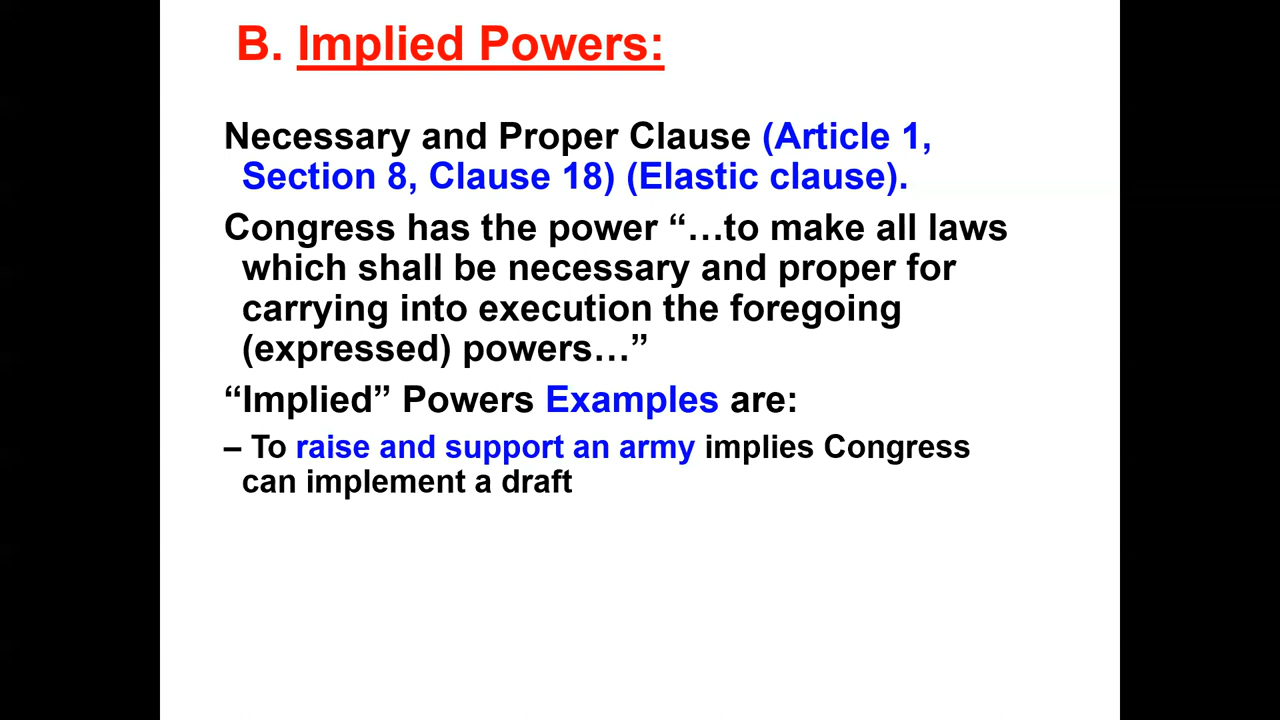 B. Implied Powers:
Necessary and Proper Clause (Article 1,
Section 8, Clause 18) (Elastic clause).
Congress has the power “…to make all laws
which shall be necessary and proper for
carrying into execution the foregoing
(expressed) powers…”
“Implied” Powers Examples are:
– To raise and support an army implies Congress
can implement a draft